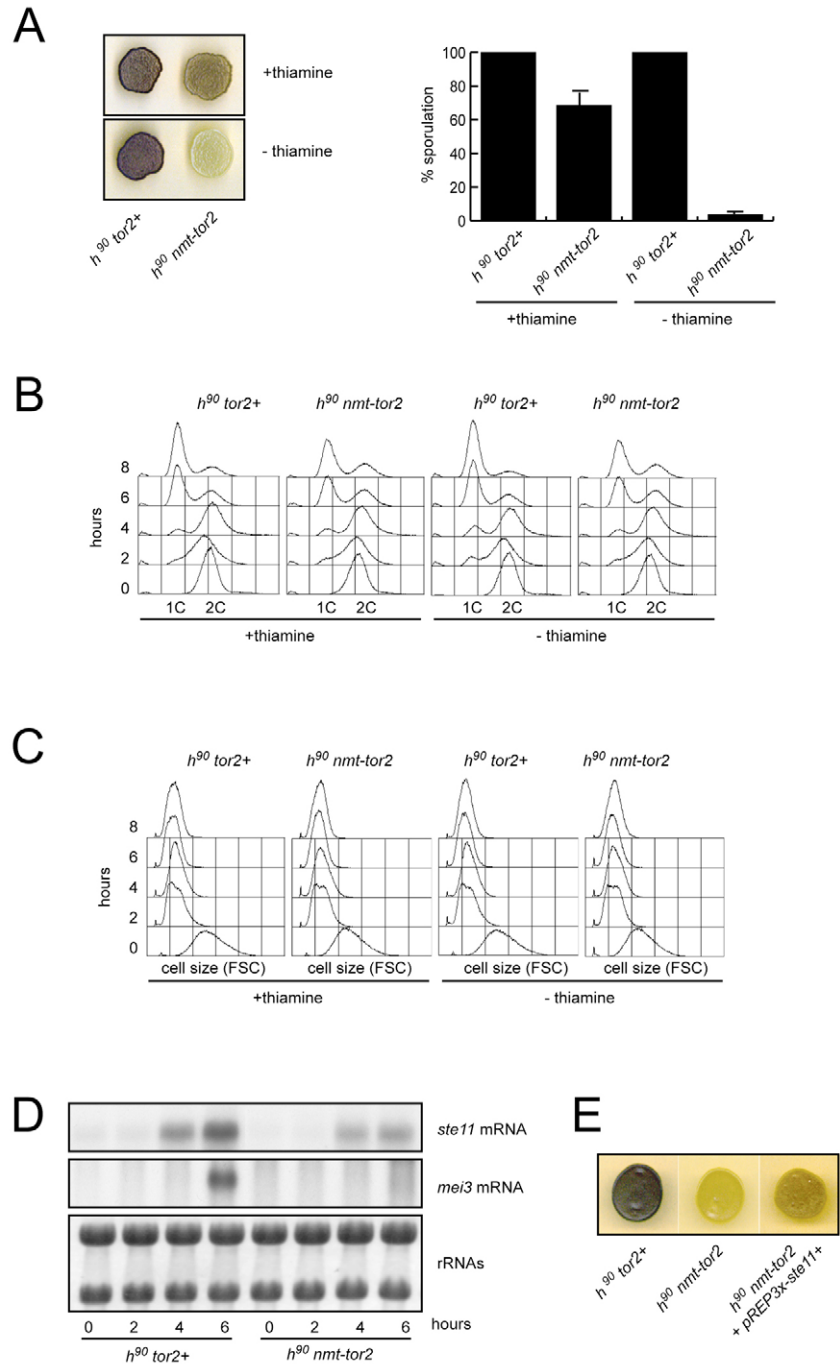 A
+thiamine
- thiamine
h90 tor2+
h90 nmt-tor2
% sporulation
100
80
60
40
20
0
h90 tor2+
h90 nmt-tor2
h90 tor2+
h90 nmt-tor2
+thiamine
- thiamine
B
h90 tor2+
h90 nmt-tor2
h90 tor2+
h90 nmt-tor2
hours
8
6
4
2
0
1C 2C
1C 2C
1C 2C
1C 2C
+thiamine
- thiamine
C
h90 tor2+
h90 nmt-tor2
h90 tor2+
h90 nmt-tor2
hours
8
6
4
2
0
cell size (FSC)
cell size (FSC)
cell size (FSC)
cell size (FSC)
+thiamine
- thiamine
D
ste11 mRNA
mei3 mRNA
rRNAs
0 2 4 6 0 2 4 6 hours
h90 tor2+
h90 nmt-tor2
E
h90 tor2+
h90 nmt-tor2
h90 nmt-tor2
+ pREP3x-ste11+